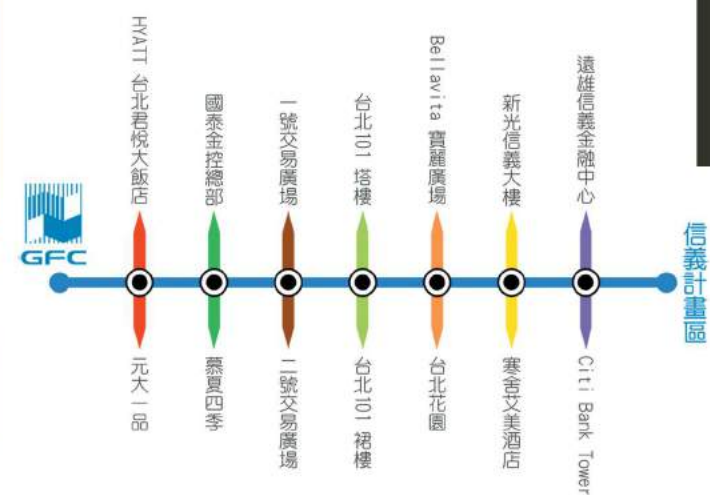 HYATT 台北君悅大飯店
國泰金控總部
一號交易廣場
台北101 塔樓
Bellavita 寶麗廣場
新光信義大樓
遠雄信義金融中心
GFC
信義計畫區
元大一品
慕夏四季
二號交易廣場
台北101 裙樓
台北花園
寒舍艾美酒店
Citi Bank Tower